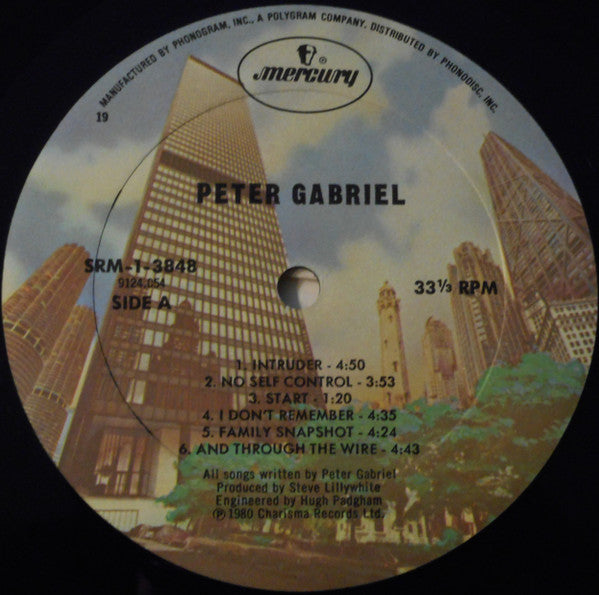 MANUFACTURED BY PHONOGRAM, INC., A POLYGRAM COMPANY. DISTRIBUTED BY PHONODISC, INC.
®
mercury
19
PETER GABRIEL
SRM-1-3848
9124 054
SIDE A
33⅓ RPM
1. INTRUDER - 4:50
2. NO SELF CONTROL - 3:53
3. START - 1:20
4. I DON'T REMEMBER - 4:35
5. FAMILY SNAPSHOT - 4:24
6. AND THROUGH THE WIRE - 4:43
All songs written by Peter Gabriel
Produced by Steve Lillywhite
Engineered by Hugh Padgham
℗ 1980 Charisma Records Ltd.